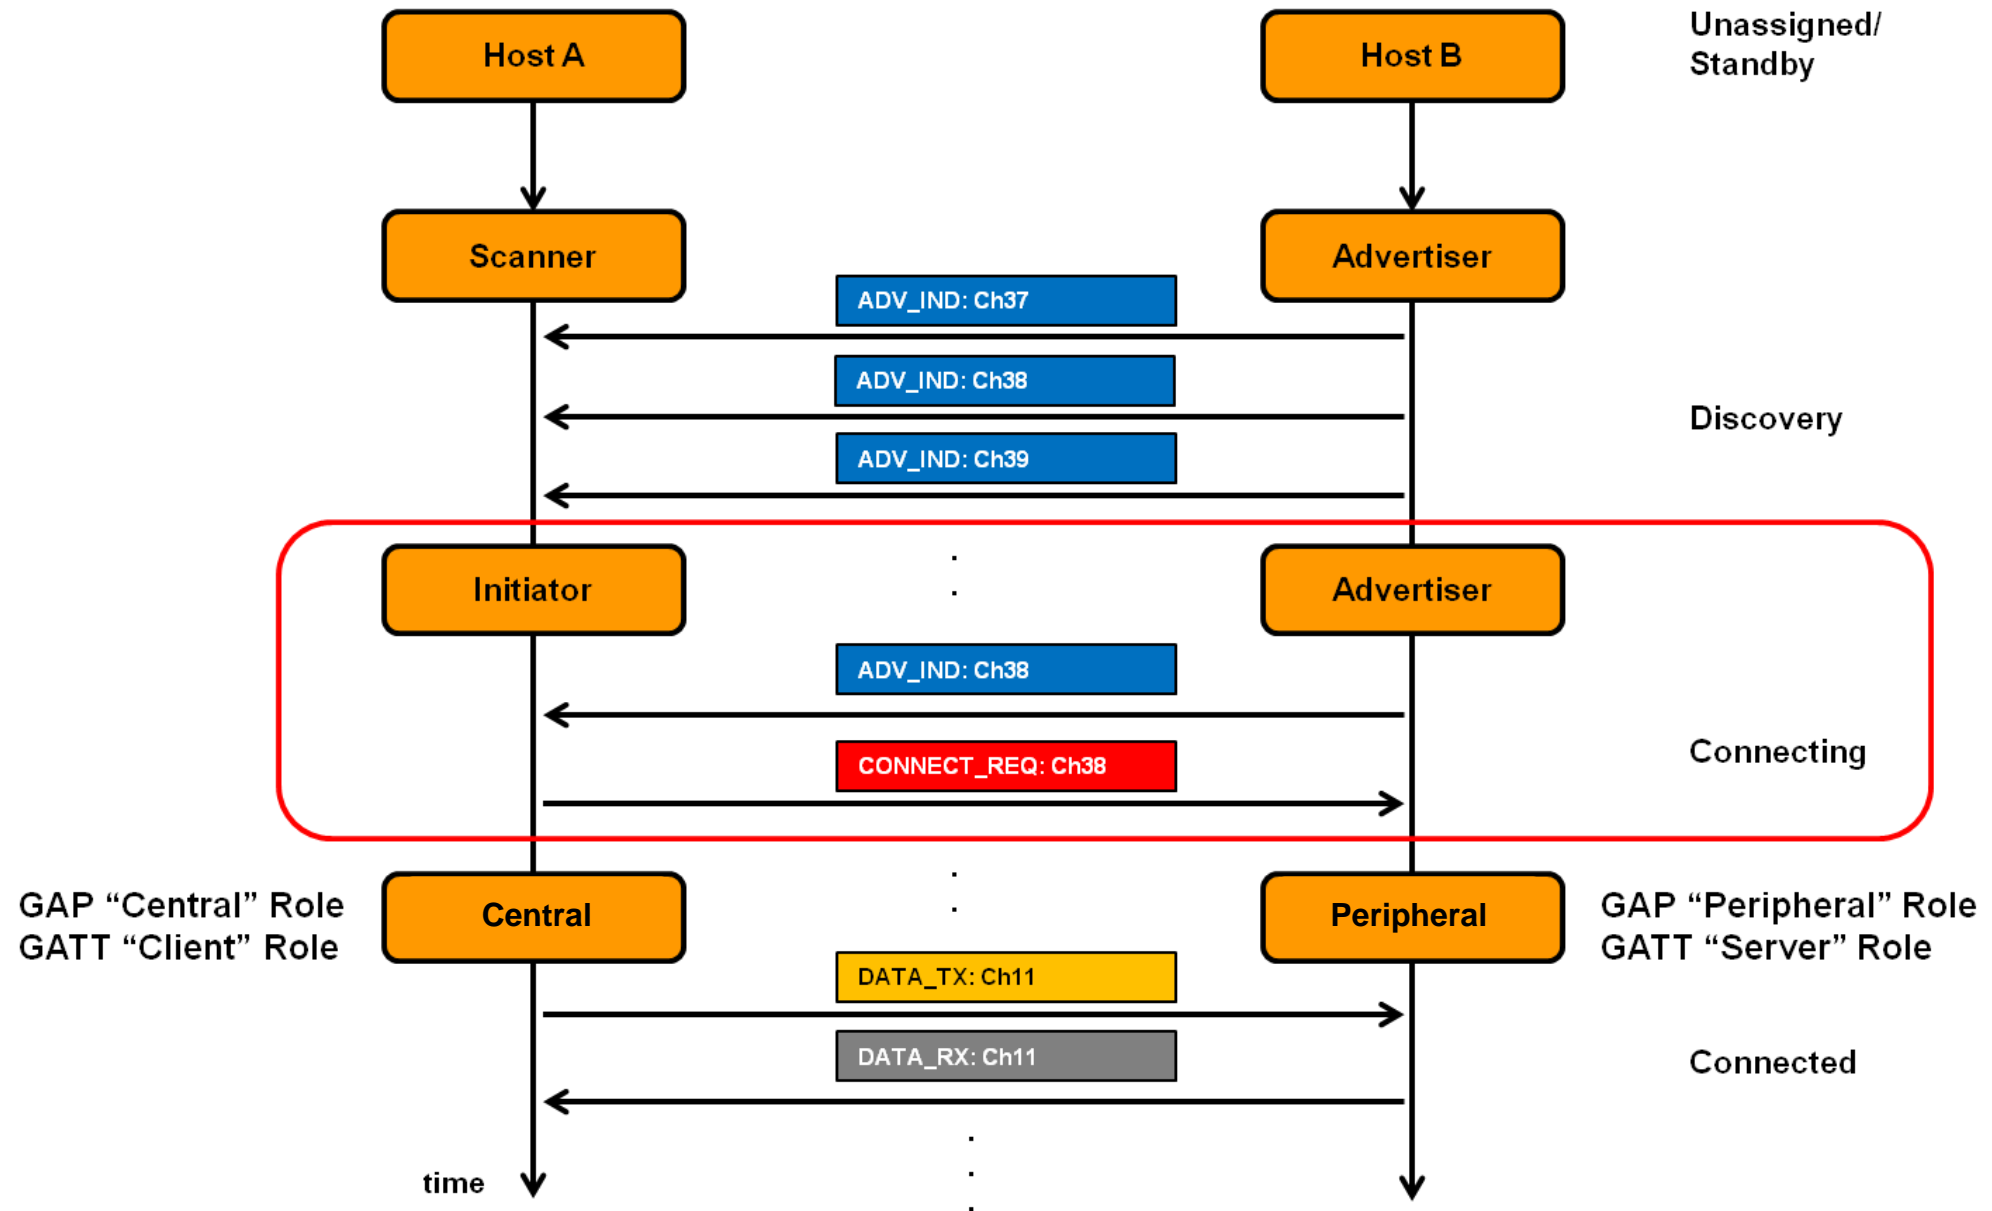 Host A
Host B
Unassigned/
Standby
Scanner
Advertiser
ADV_IND: Ch37
ADV_IND: Ch38
Discovery
ADV_IND: Ch39
Initiator
Advertiser
ADV_IND: Ch38
Connecting
CONNECT_REQ: Ch38
GAP “Central” Role
GATT “Client” Role
Central
Peripheral
GAP “Peripheral” Role
GATT “Server” Role
DATA_TX: Ch11
DATA_RX: Ch11
Connected
time